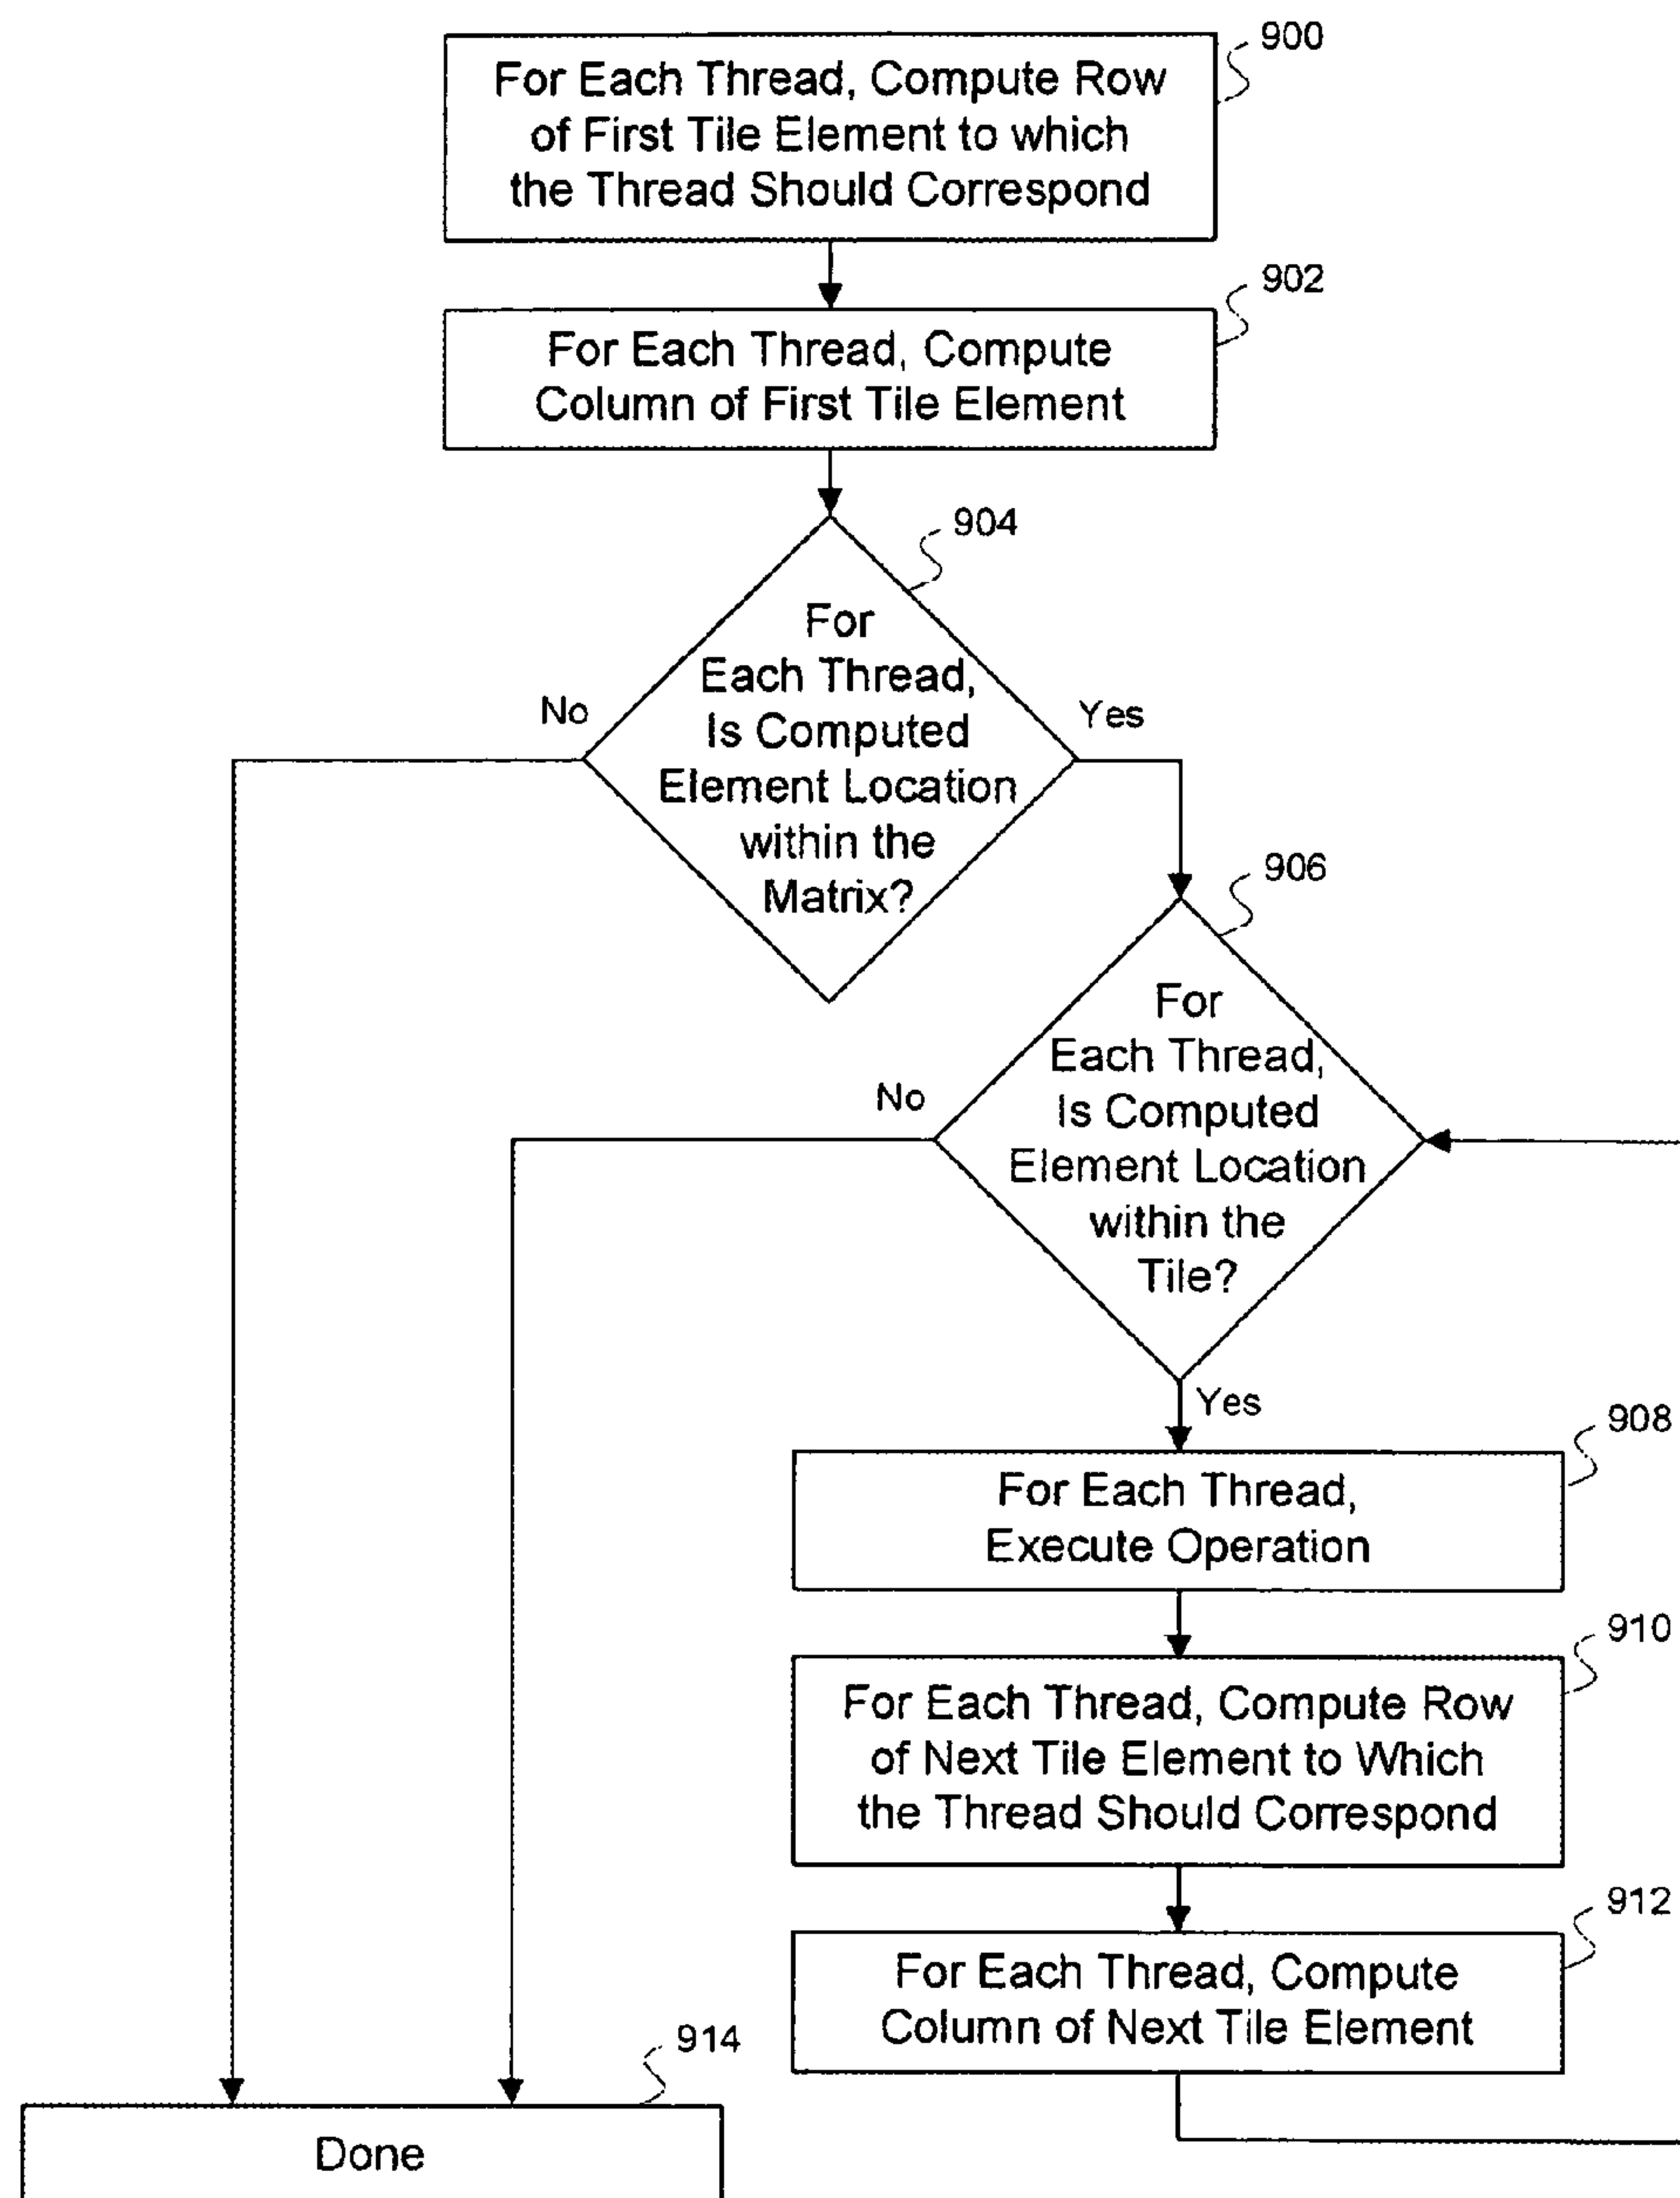 900
For Each Thread, Compute Row
of First Tile Element to which
the Thread Should Correspond
902
For Each Thread, Compute
Column of First Tile Element
904
For
Each Thread,
Is Computed
Element Location
within the
Matrix?
No
Yes
906
For
Each Thread,
Is Computed
Element Location
within the
Tile?
No
Yes
908
For Each Thread,
Execute Operation
910
For Each Thread, Compute Row
of Next Tile Element to Which
the Thread Should Correspond
912
For Each Thread, Compute
Column of Next Tile Element
914
Done